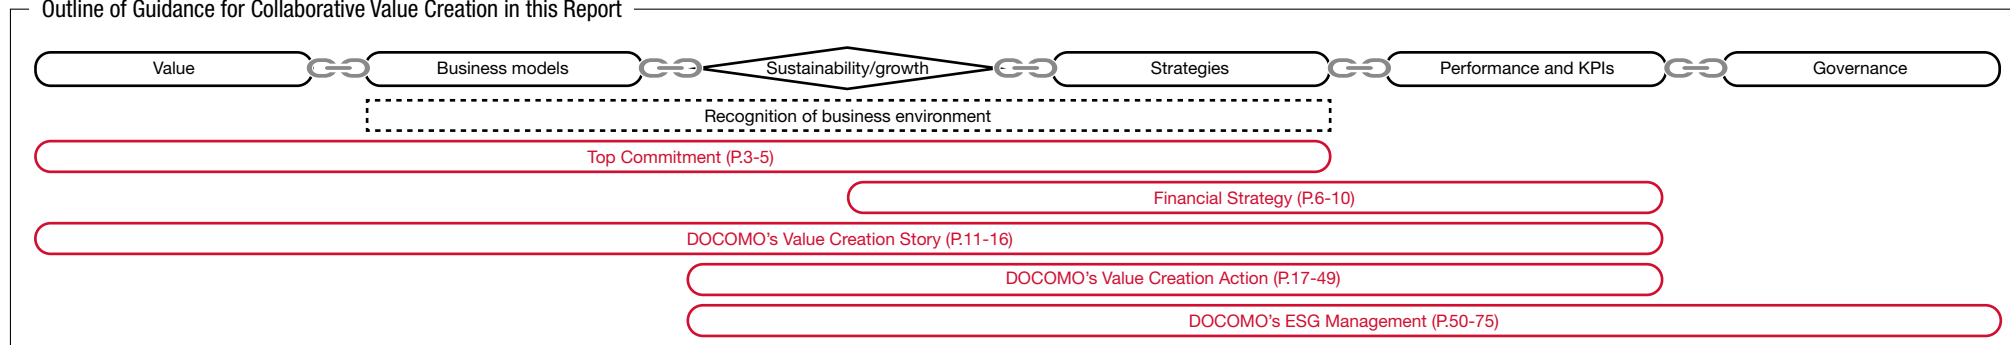 Outline of Guidance for Collaborative Value Creation in this Report
Value
Business models
Sustainability/growth
Strategies
Performance and KPIs
Governance
Recognition of business environment
Top Commitment (P.3-5)
Financial Strategy (P.6-10)
DOCOMO's Value Creation Story (P.11-16)
DOCOMO's Value Creation Action (P.17-49)
DOCOMO's ESG Management (P.50-75)